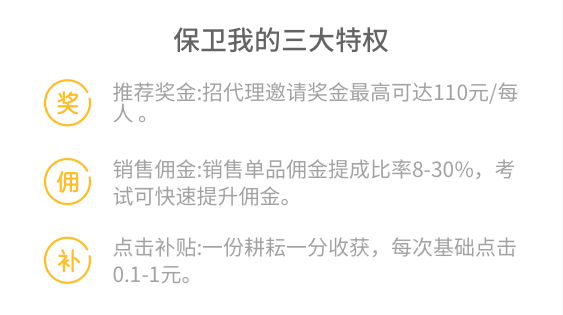 保卫我的三大特权
奖
推荐奖金:招代理邀请奖金最高可达110元/每
人 。
佣
销售佣金:销售单品佣金提成比率8-30%，考
试可快速提升佣金。
补
点击补贴:一份耕耘一分收获，每次基础点击
0.1-1元。